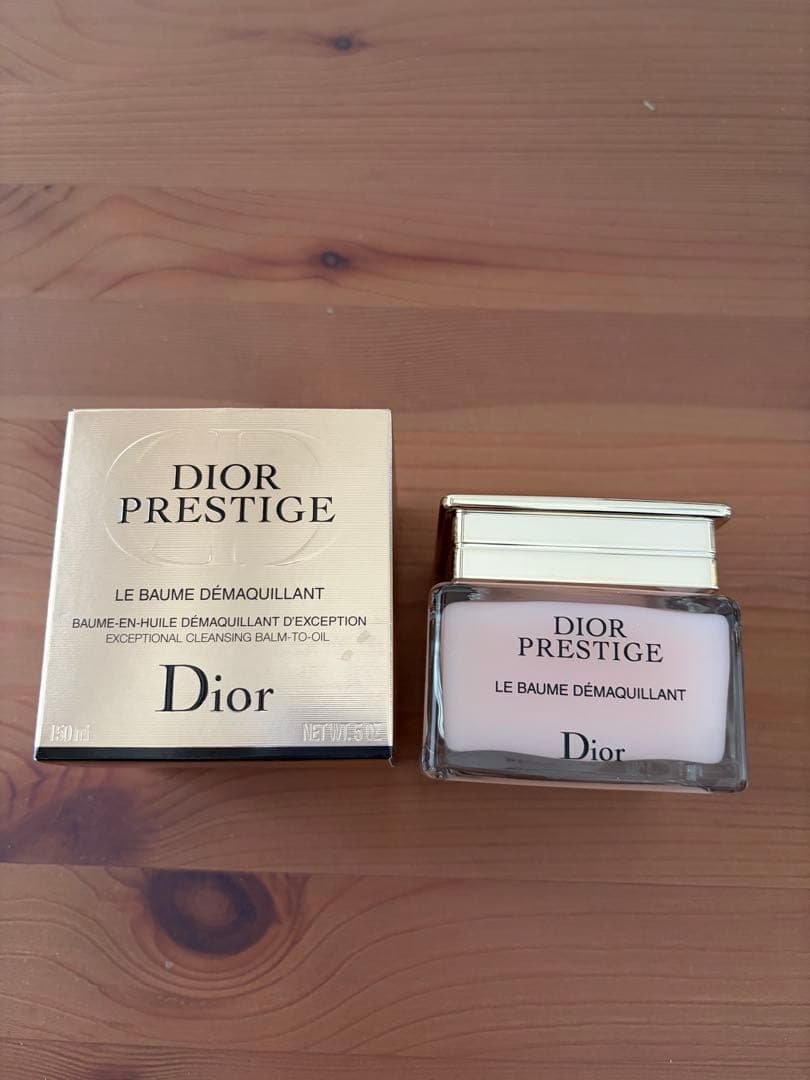 DIOR
PRESTIGE
LE BAUME DÉMAQUILLANT
BAUME-EN-HUILE DÉMAQUILLANT D'EXCEPTION
EXCEPTIONAL CLEANSING BALM-TO-OIL
Dior
150 ml
NET WT. 5 OZ
DIOR
PRESTIGE
LE BAUME DÉMAQUILLANT
Dior